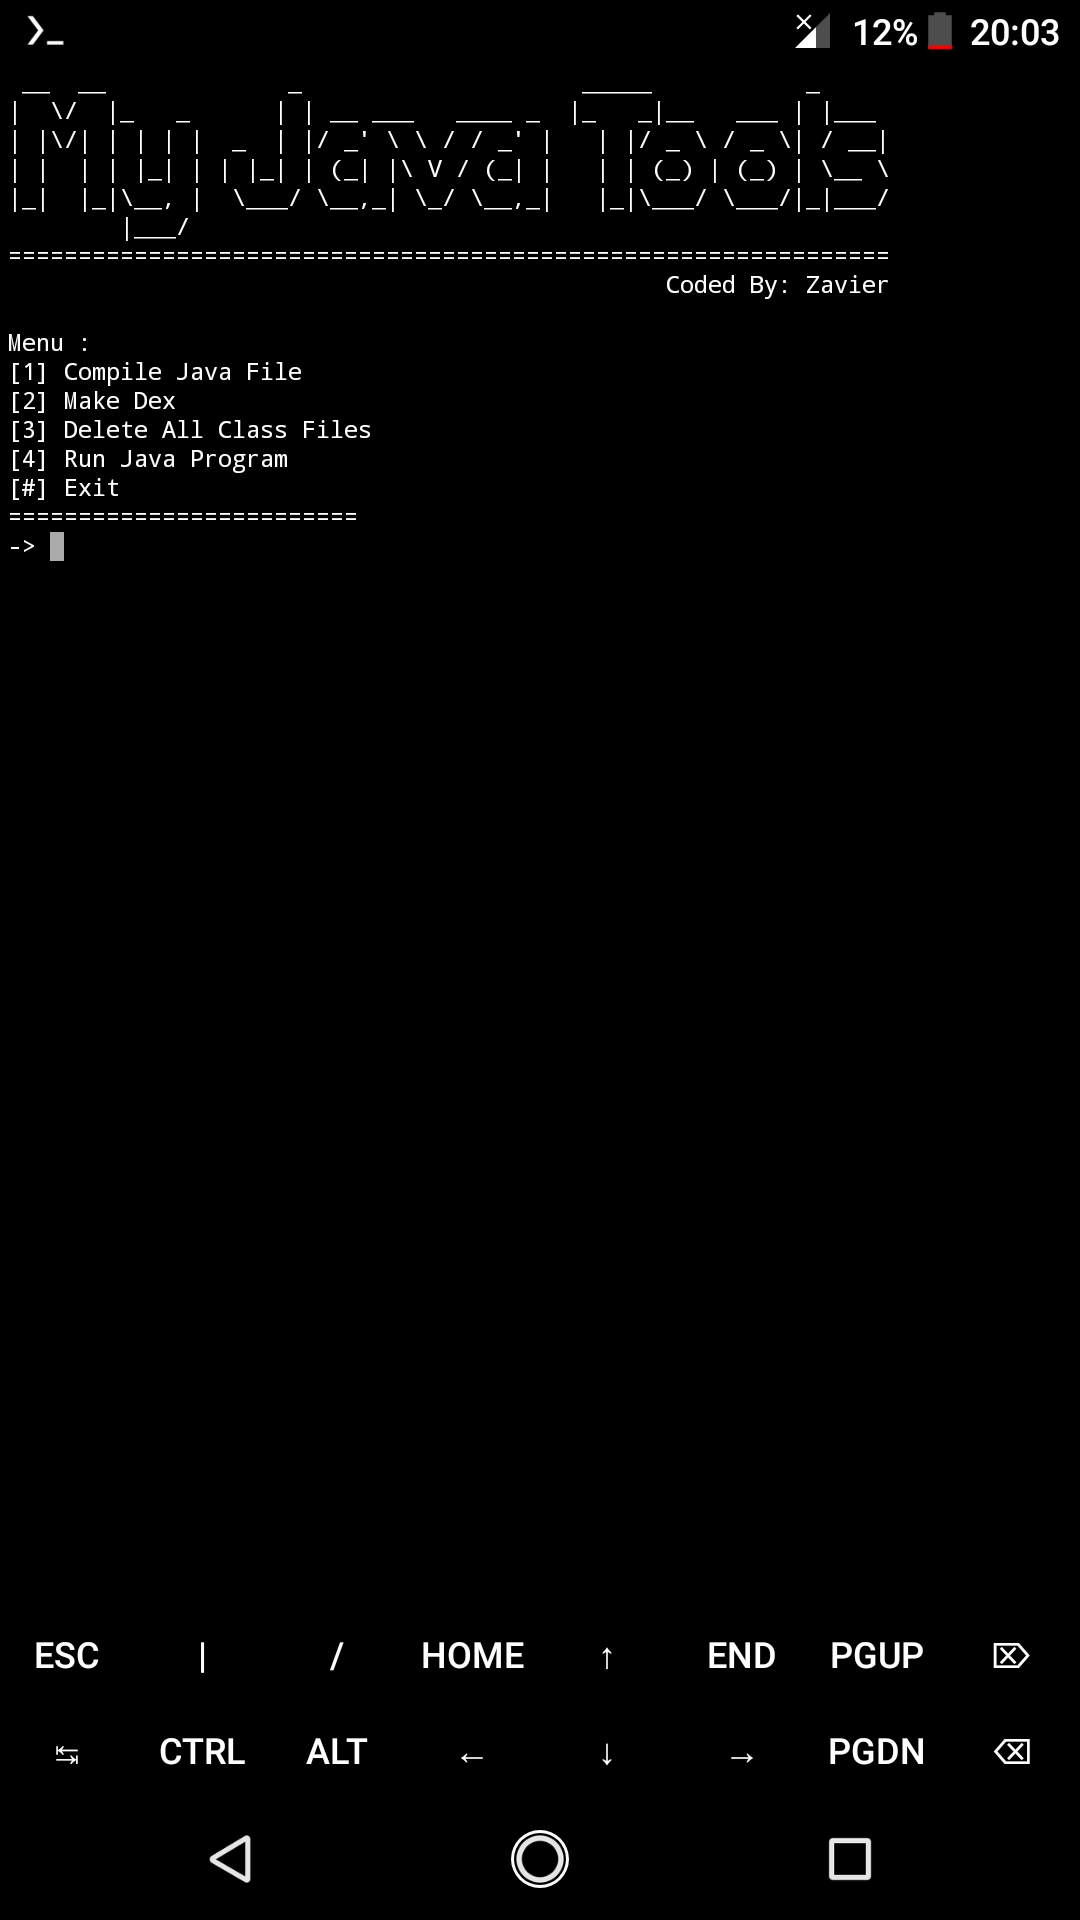 12% 20:03
My Java Tools
===============================================================
Coded By: Zavier
Menu :
[1] Compile Java File
[2] Make Dex
[3] Delete All Class Files
[4] Run Java Program
[#] Exit
=========================
->
ESC | / HOME ↑ END PGUP ⌦
↹ CTRL ALT ← ↓ → PGDN ⌫